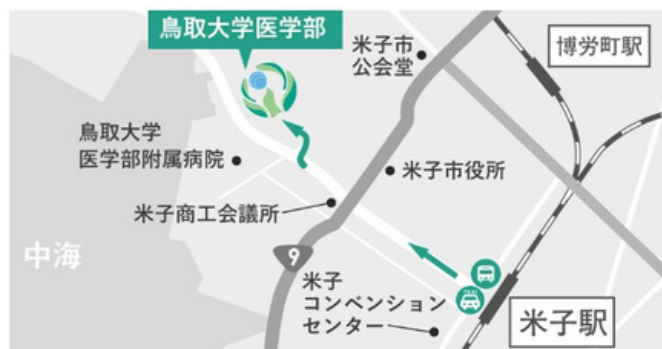 鳥取大学医学部
米子市
公会堂
博労町駅
鳥取大学
医学部附属病院
米子市役所
米子商工会議所
中海
9
米子
コンベンション
センター
TAXI
米子駅